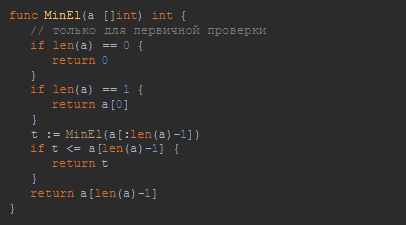 func MinEl(a []int) int {
// только для первичной проверки
if len(a) == 0 {
return 0
}
if len(a) == 1 {
return a[0]
}
t := MinEl(a[:len(a)-1])
if t <= a[len(a)-1] {
return t
}
return a[len(a)-1]
}